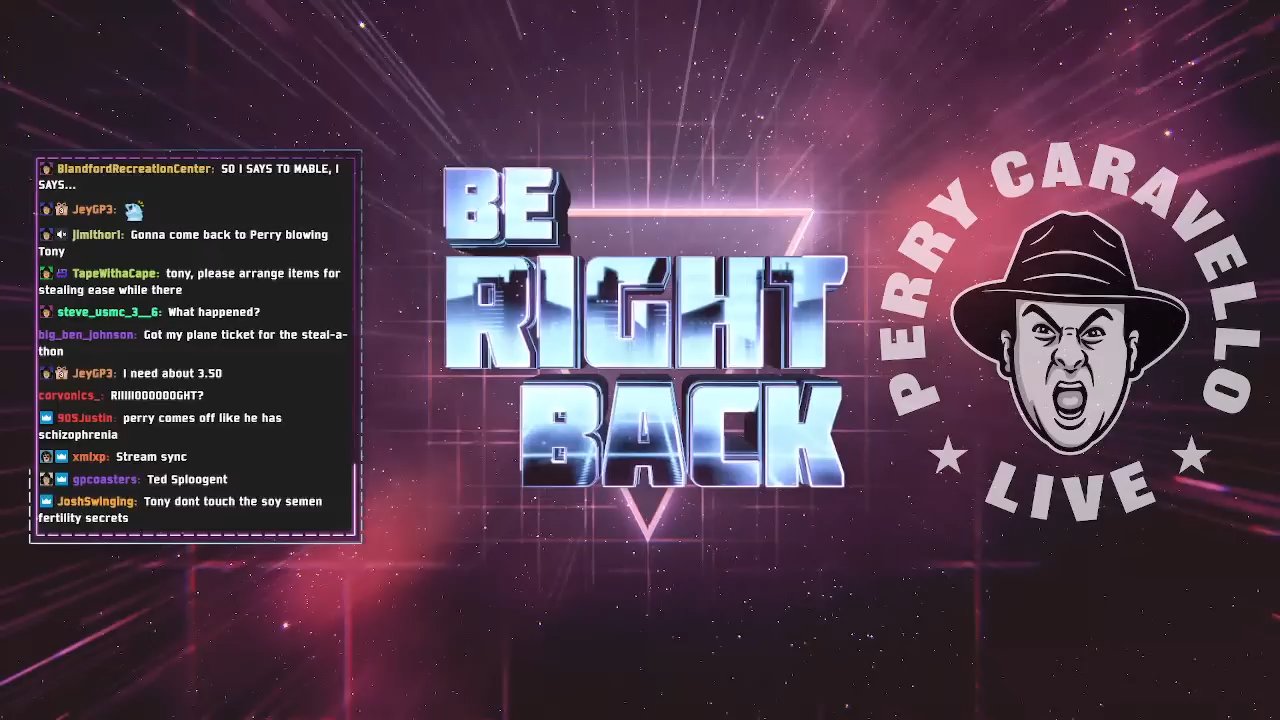 BlandfordRecreationCenter: SO I SAYS TO MABLE, I
SAYS...
JeyGP3:
jimithor1: Gonna come back to Perry blowing
Tony
TapeWithaCape: tony, please arrange items for
stealing ease while there
steve_usmc_3__6: What happened?
big_ben_johnson: Got my plane ticket for the steal-a-
thon
JeyGP3: I need about 3.50
corvonics_: RIIIIIOOOOOOGHT?
905Justin: perry comes off like he has
schizophrenia
xmlxp: Stream sync
gpcoasters: Ted Sploogent
JoshSwinging: Tony dont touch the soy semen
fertility secrets
BE
RIGHT
BACK
PERRY CARAVELLO
LIVE